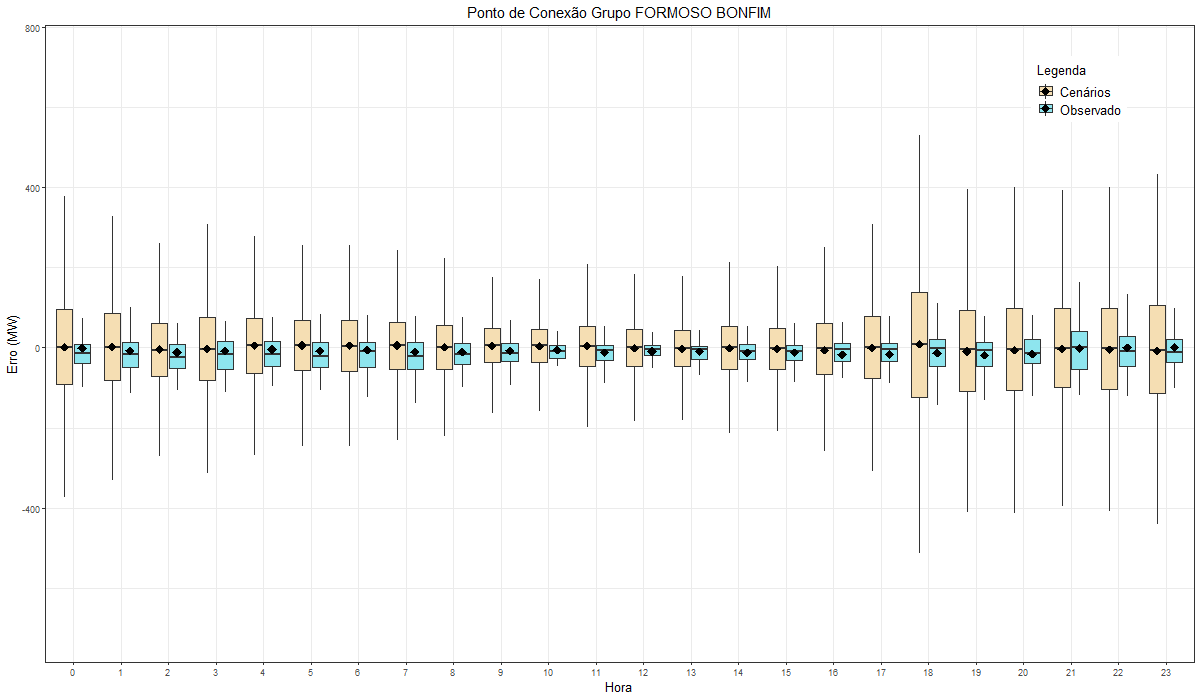 Ponto de Conexão Grupo FORMOSO BONFIM
800
400
0
-400
Erro (MW)
Legenda
Cenários
Observado
0 1 2 3 4 5 6 7 8 9 10 11 12 13 14 15 16 17 18 19 20 21 22 23
Hora